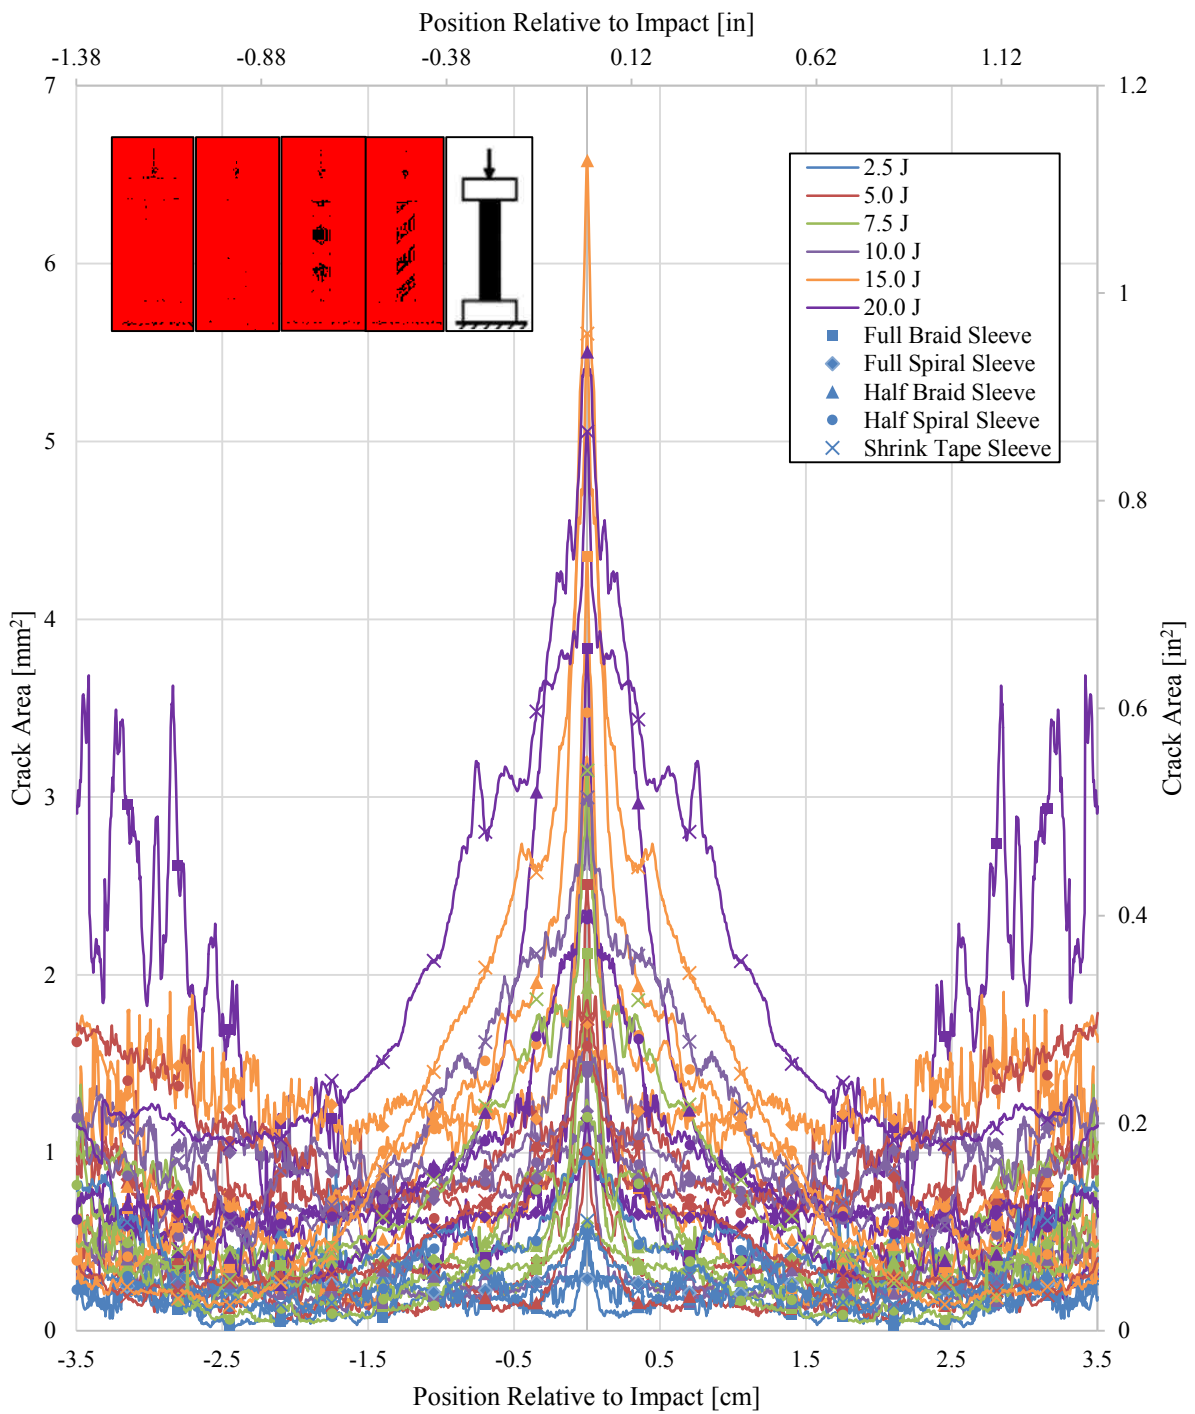 Position Relative to Impact [in]
-1.38 -0.88 -0.38 0.12 0.62 1.12
7 1.2
6 1
5 0.8
4
3 0.6
2 0.4
1 0.2
0 0
Crack Area [mm²]
Crack Area [in²]
2.5 J
5.0 J
7.5 J
10.0 J
15.0 J
20.0 J
Full Braid Sleeve
Full Spiral Sleeve
Half Braid Sleeve
Half Spiral Sleeve
Shrink Tape Sleeve
-3.5 -2.5 -1.5 -0.5 0.5 1.5 2.5 3.5
Position Relative to Impact [cm]